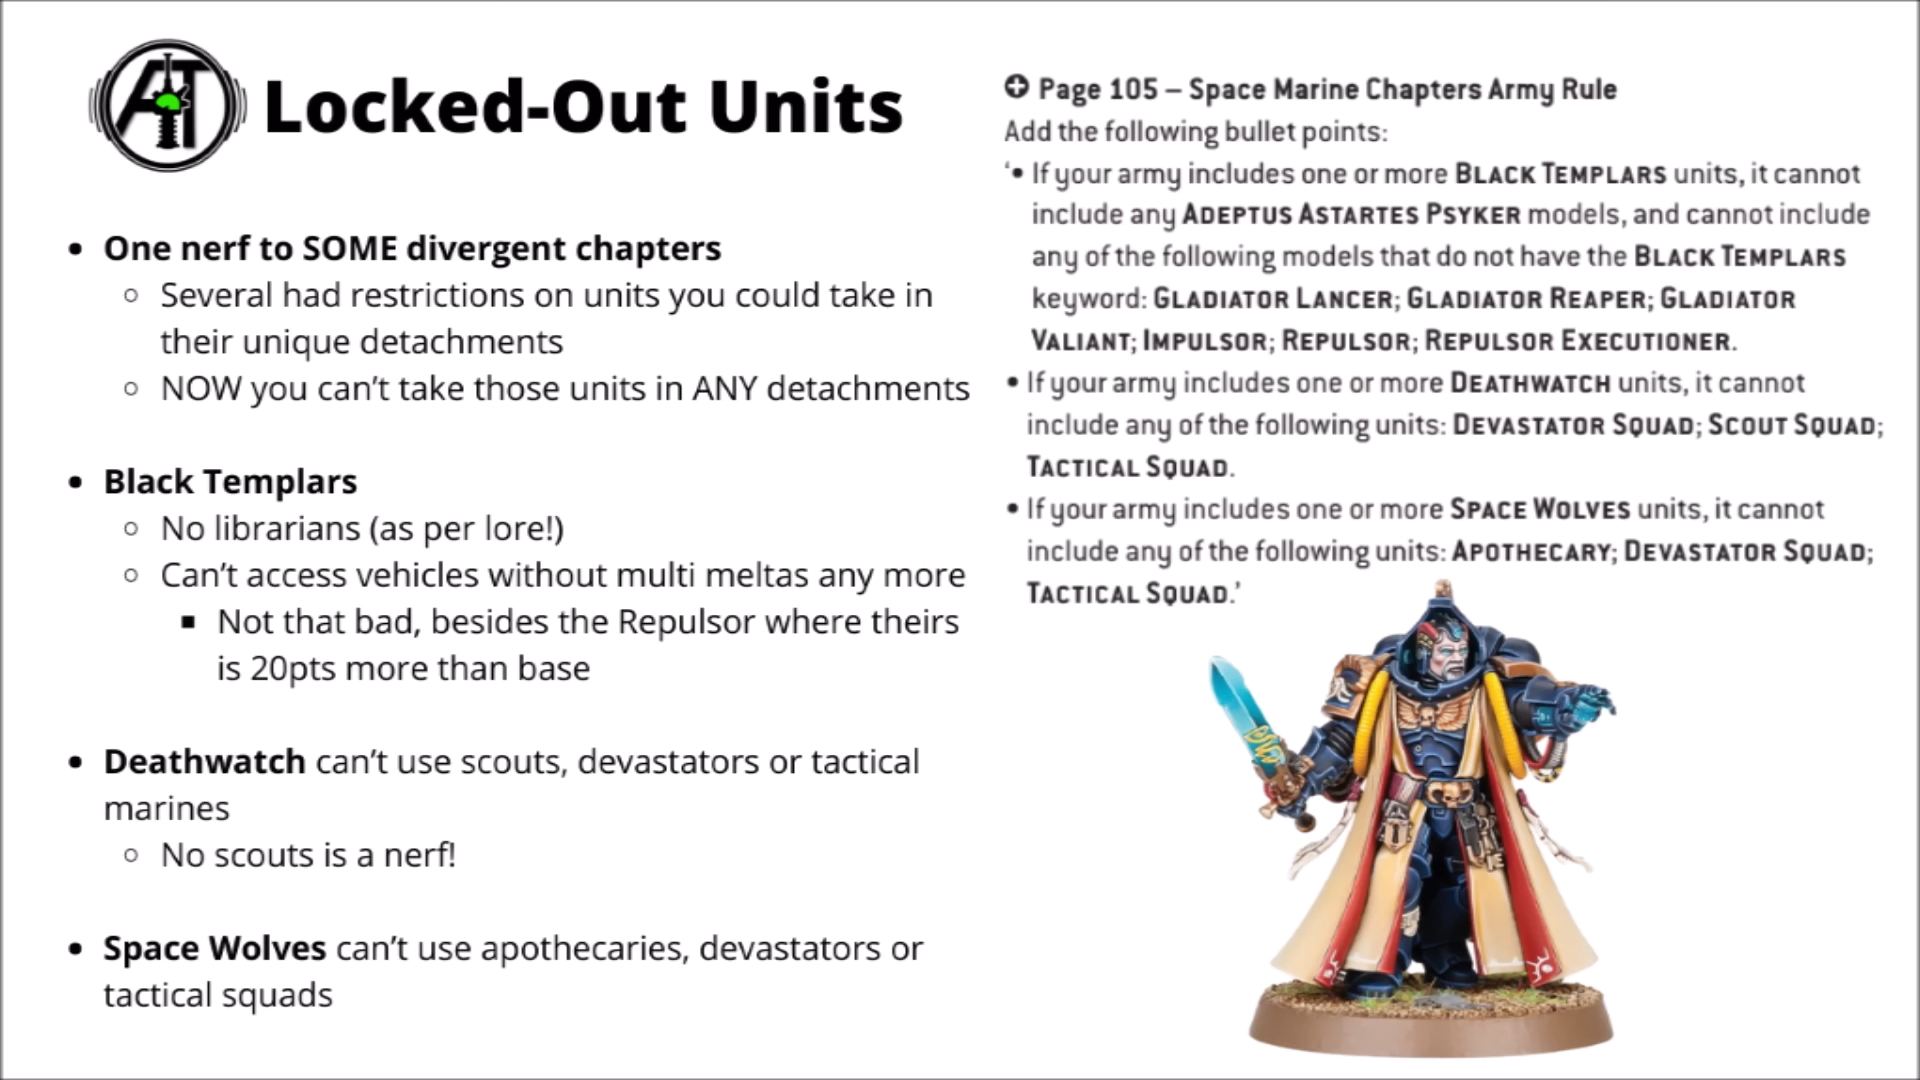 AT
Locked-Out Units
• One nerf to SOME divergent chapters
○ Several had restrictions on units you could take in
their unique detachments
○ NOW you can't take those units in ANY detachments
• Black Templars
○ No librarians (as per lore!)
○ Can't access vehicles without multi meltas any more
■ Not that bad, besides the Repulsor where theirs
is 20pts more than base
• Deathwatch can't use scouts, devastators or tactical
marines
○ No scouts is a nerf!
• Space Wolves can't use apothecaries, devastators or
tactical squads
Page 105 – Space Marine Chapters Army Rule
Add the following bullet points:
‘• If your army includes one or more BLACK TEMPLARS units, it cannot
include any ADEPTUS ASTARTES PSYKER models, and cannot include
any of the following models that do not have the BLACK TEMPLARS
keyword: GLADIATOR LANCER; GLADIATOR REAPER; GLADIATOR
VALIANT; IMPULSOR; REPULSOR; REPULSOR EXECUTIONER.
• If your army includes one or more DEATHWATCH units, it cannot
include any of the following units: DEVASTATOR SQUAD; SCOUT SQUAD;
TACTICAL SQUAD.
• If your army includes one or more SPACE WOLVES units, it cannot
include any of the following units: APOTHECARY; DEVASTATOR SQUAD;
TACTICAL SQUAD.’